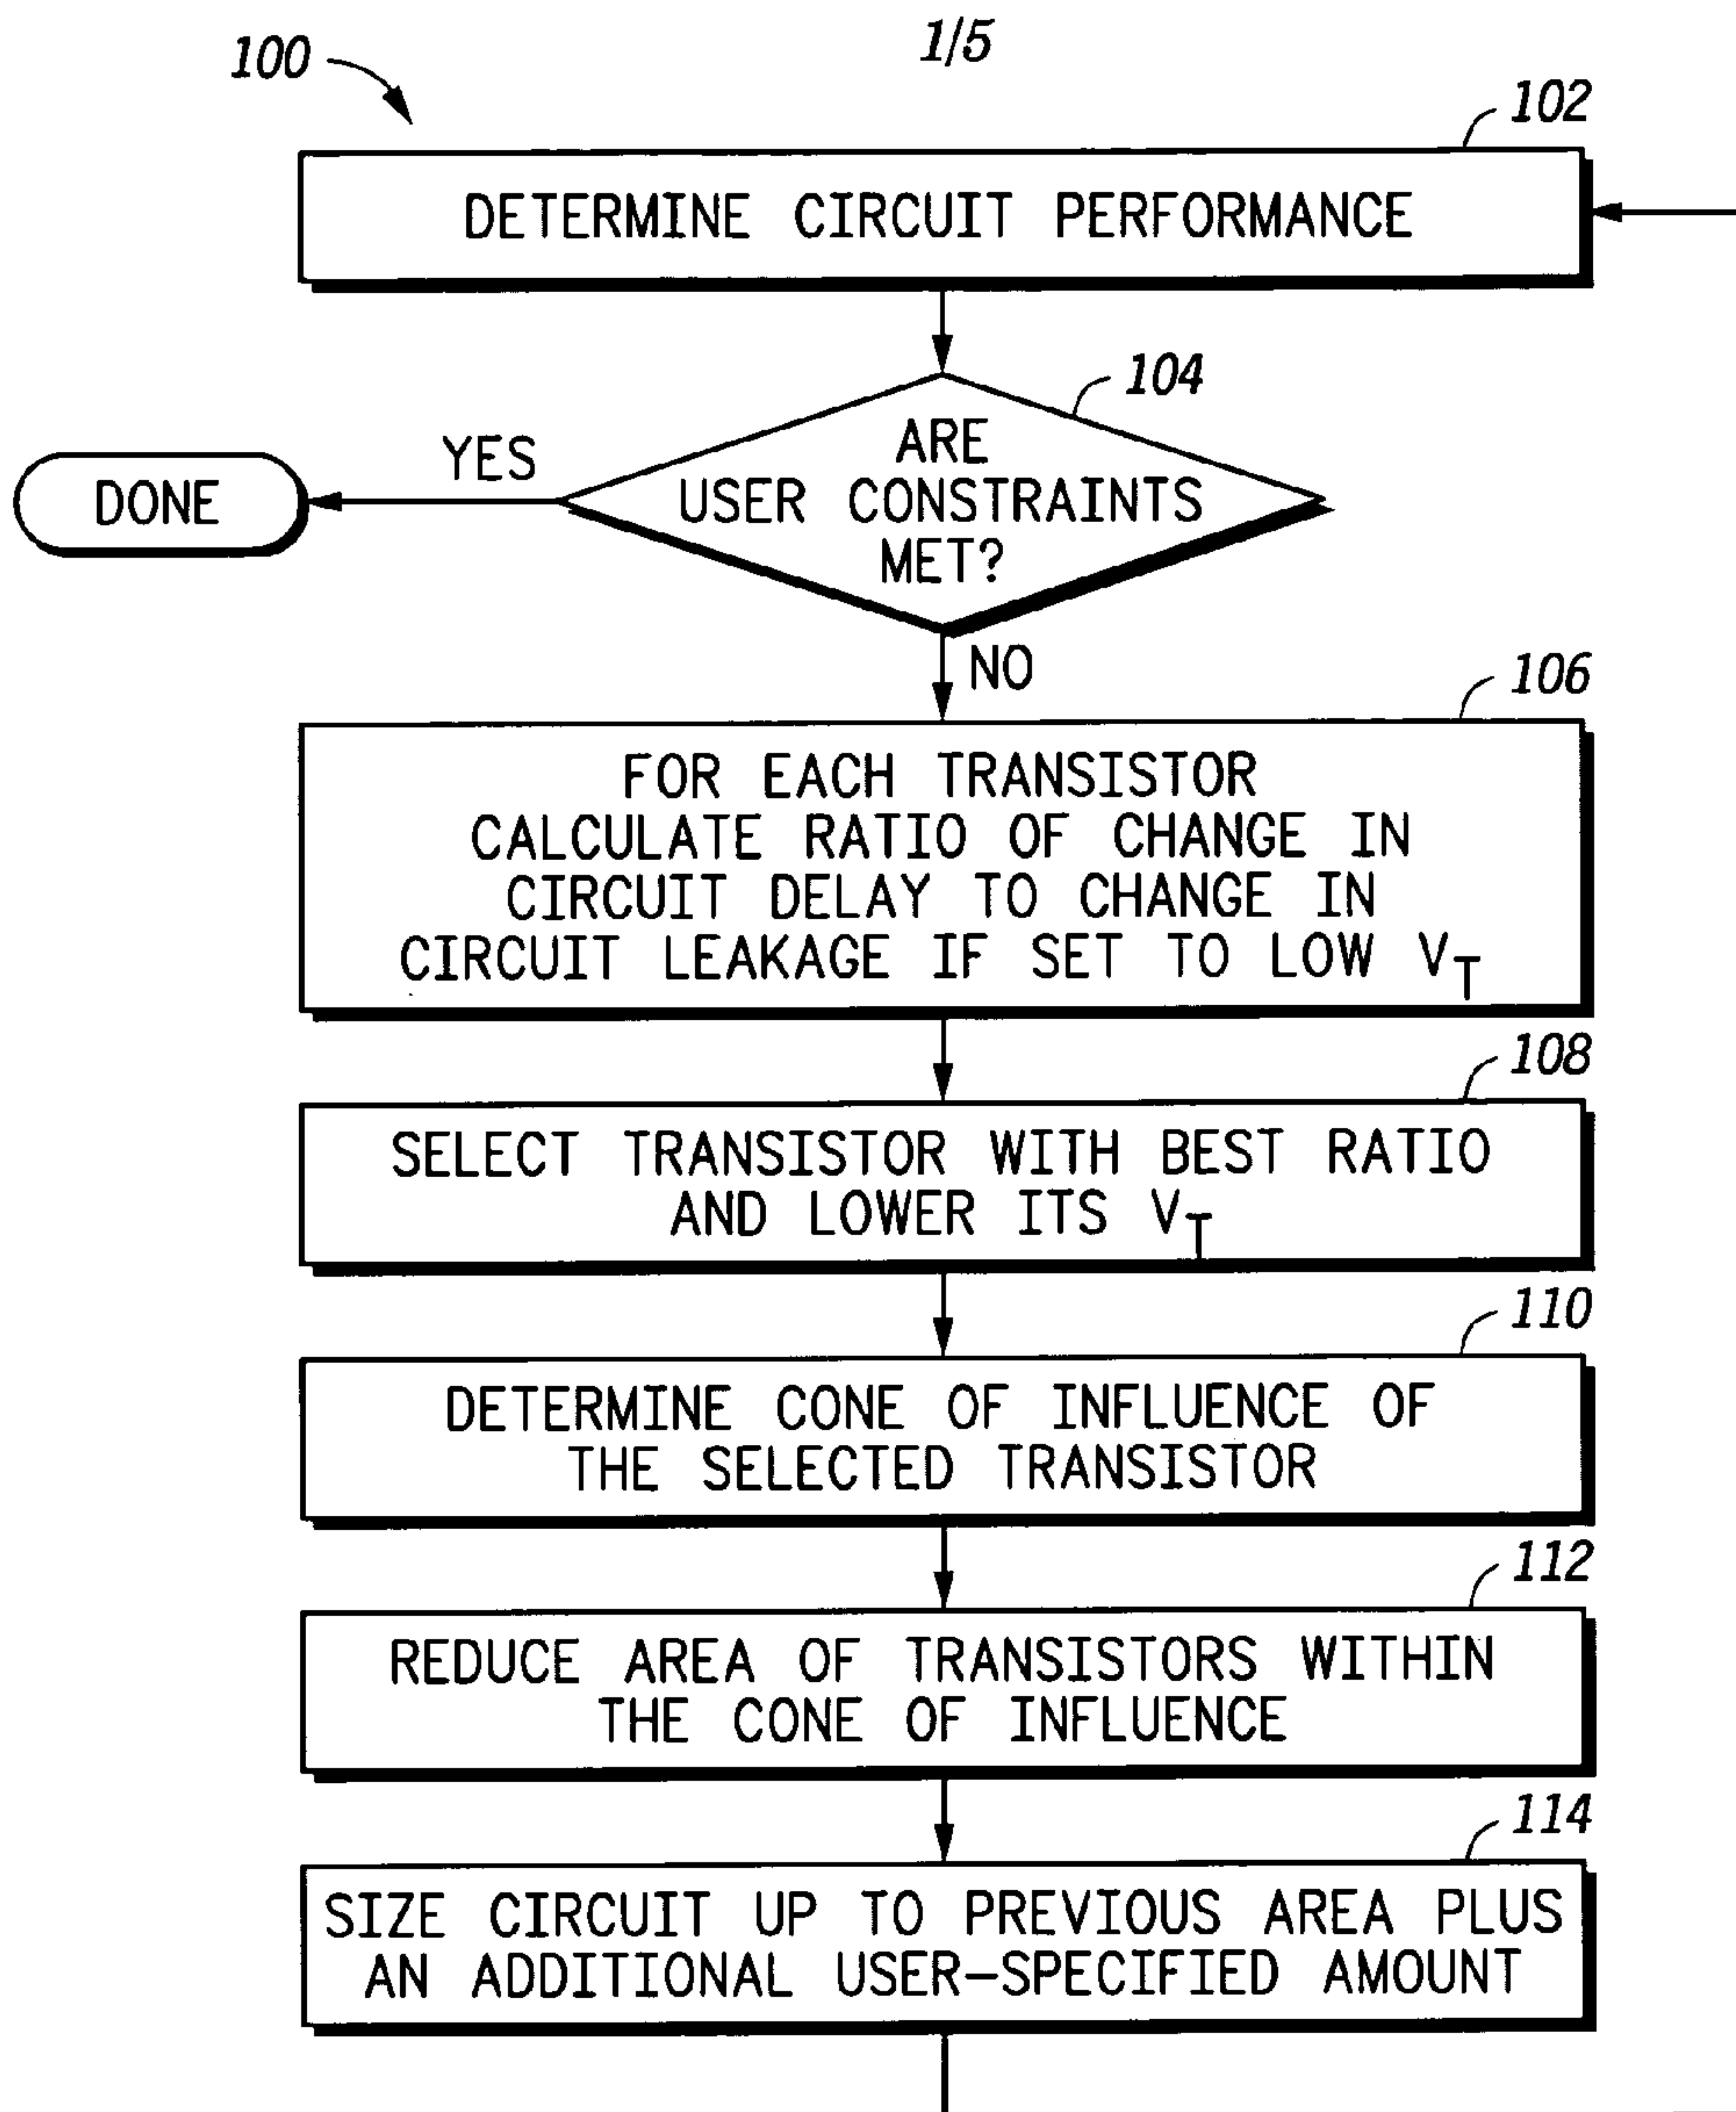 1/5
100
102
DETERMINE CIRCUIT PERFORMANCE
104
ARE
USER CONSTRAINTS
MET?
YES
DONE
NO
106
FOR EACH TRANSISTOR
CALCULATE RATIO OF CHANGE IN
CIRCUIT DELAY TO CHANGE IN
CIRCUIT LEAKAGE IF SET TO LOW VT
108
SELECT TRANSISTOR WITH BEST RATIO
AND LOWER ITS VT
110
DETERMINE CONE OF INFLUENCE OF
THE SELECTED TRANSISTOR
112
REDUCE AREA OF TRANSISTORS WITHIN
THE CONE OF INFLUENCE
114
SIZE CIRCUIT UP TO PREVIOUS AREA PLUS
AN ADDITIONAL USER-SPECIFIED AMOUNT